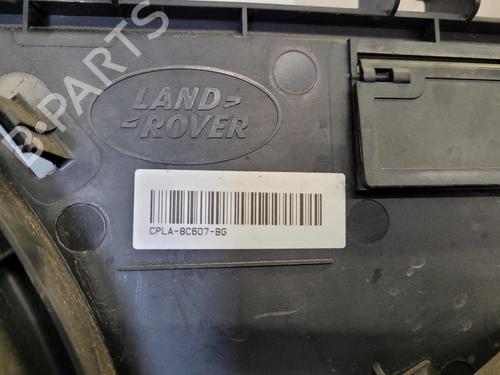 B-PARTS
LAND
ROVER
CPLA-8C607-BG